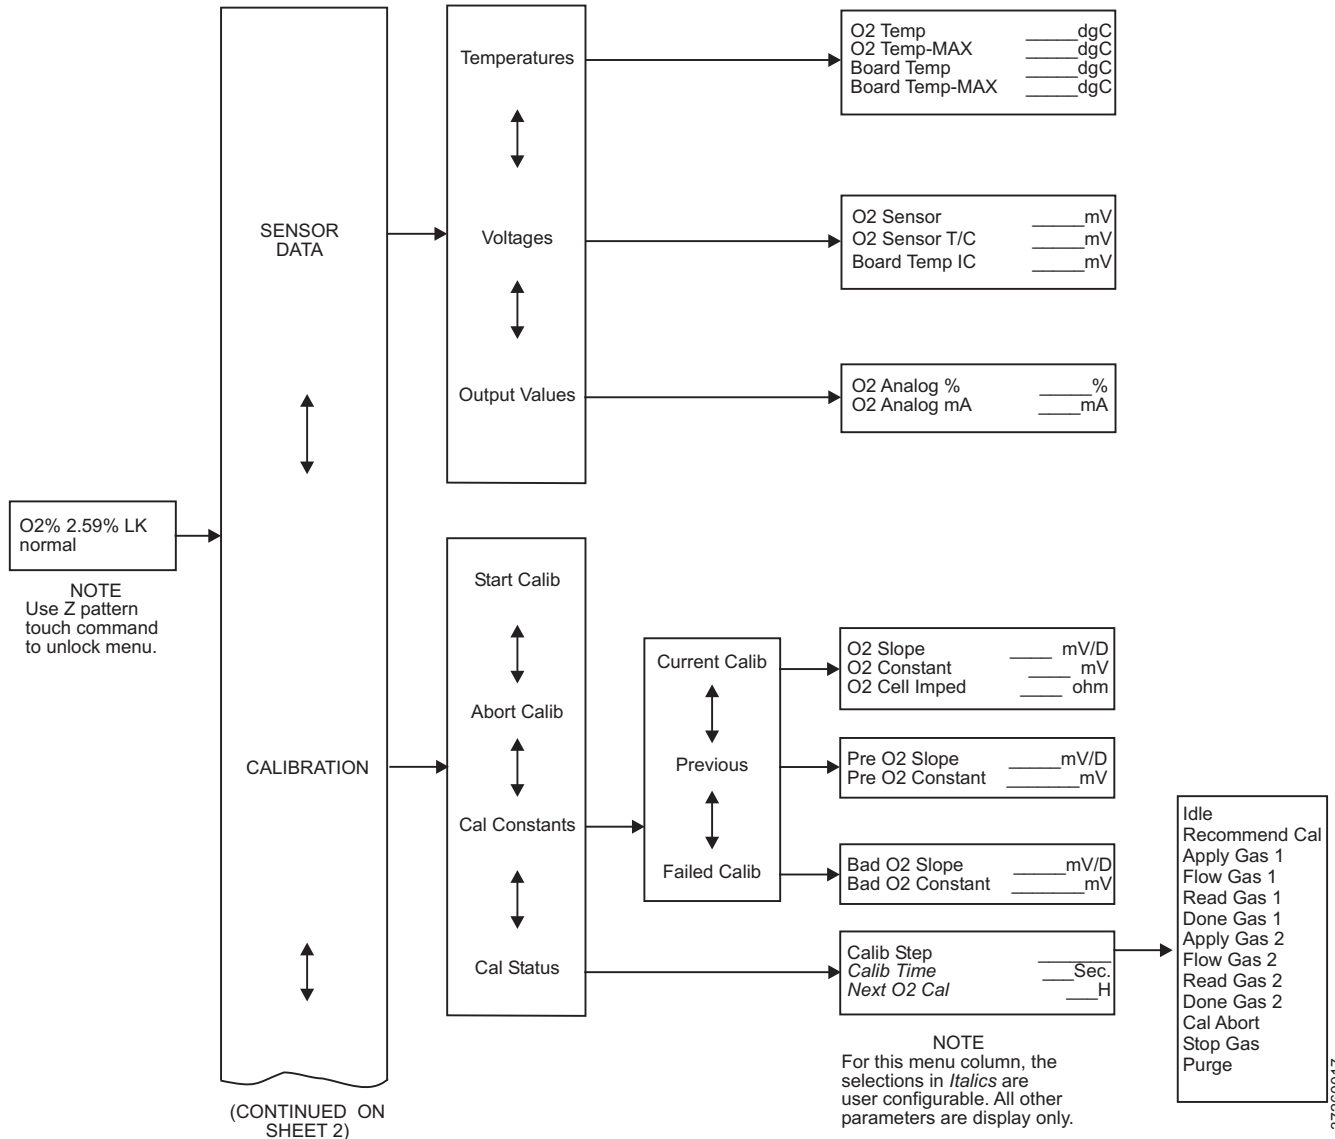 O2% 2.59% LK
normal
NOTE
Use Z pattern
touch command
to unlock menu.
SENSOR
DATA
CALIBRATION
(CONTINUED ON
SHEET 2)
Temperatures
Voltages
Output Values
O2 Temp _____dgC
O2 Temp-MAX _____dgC
Board Temp _____dgC
Board Temp-MAX _____dgC
O2 Sensor _____mV
O2 Sensor T/C _____mV
Board Temp IC _____mV
O2 Analog % _____%
O2 Analog mA ____mA
Start Calib
Abort Calib
Cal Constants
Cal Status
Current Calib
Previous
Failed Calib
O2 Slope ____ mV/D
O2 Constant ____ mV
O2 Cell Imped ____ ohm
Pre O2 Slope _____mV/D
Pre O2 Constant _______mV
Bad O2 Slope _____mV/D
Bad O2 Constant _______mV
Calib Step _______
Calib Time ___Sec.
Next O2 Cal ___H
NOTE
For this menu column, the
selections in Italics are
user configurable. All other
parameters are display only.
Idle
Recommend Cal
Apply Gas 1
Flow Gas 1
Read Gas 1
Done Gas 1
Apply Gas 2
Flow Gas 2
Read Gas 2
Done Gas 2
Cal Abort
Stop Gas
Purge